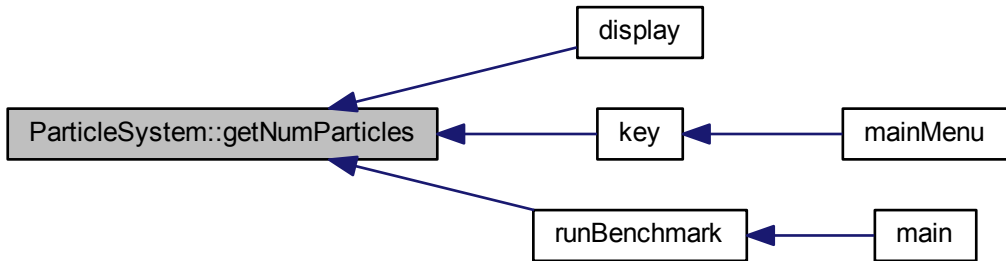 display
ParticleSystem::getNumParticles
key
mainMenu
runBenchmark
main